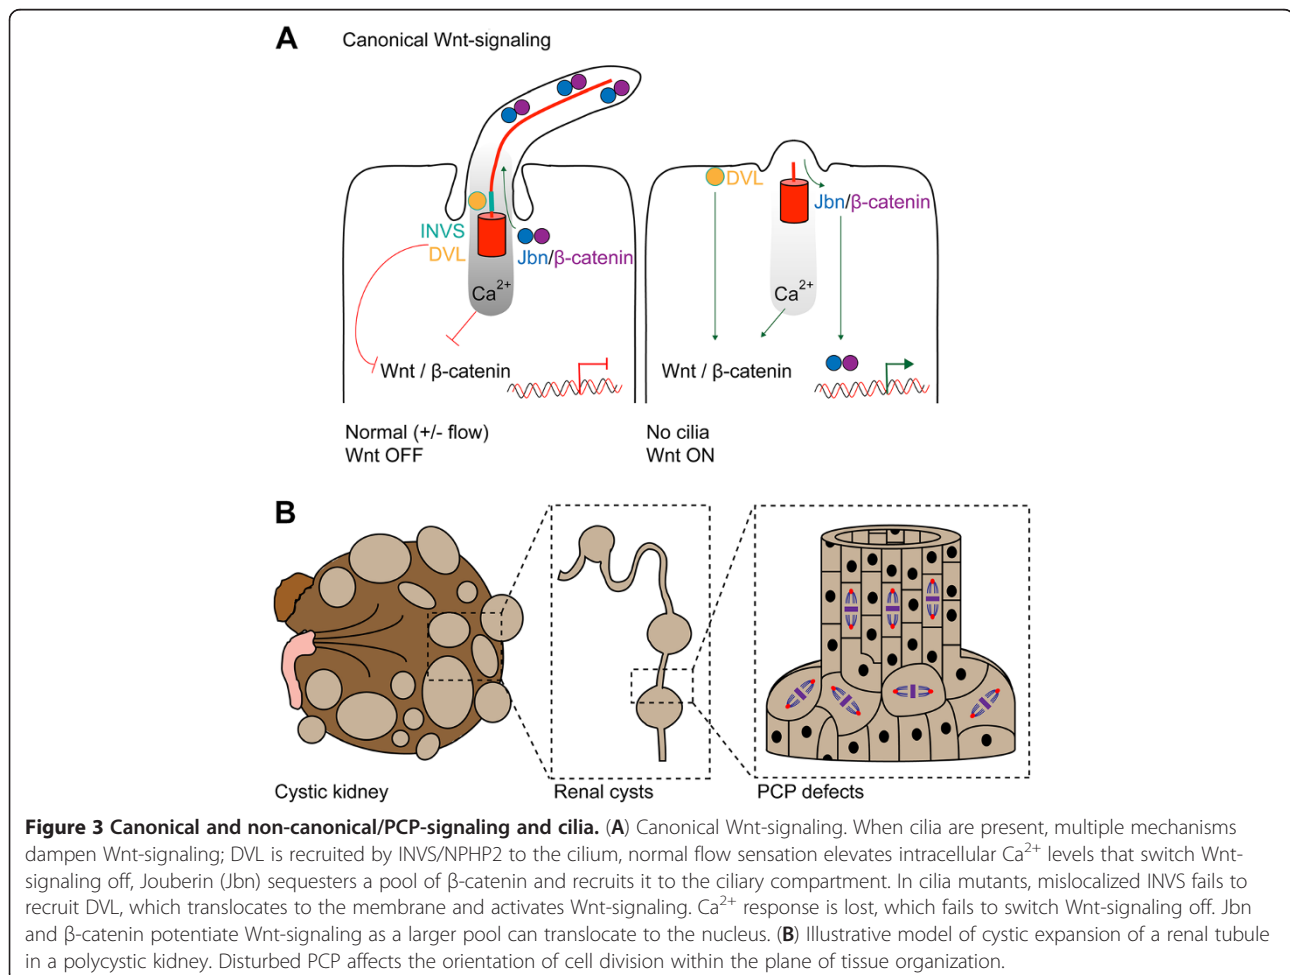 A Canonical Wnt-signaling
INVS
DVL
Jbn/β-catenin
Ca2+
Wnt / β-catenin
Normal (+/- flow)
Wnt OFF
DVL
Jbn/β-catenin
Ca2+
Wnt / β-catenin
No cilia
Wnt ON
B
Cystic kidney
Renal cysts
PCP defects
Figure 3 Canonical and non-canonical/PCP-signaling and cilia. (A) Canonical Wnt-signaling. When cilia are present, multiple mechanisms
dampen Wnt-signaling; DVL is recruited by INVS/NPHP2 to the cilium, normal flow sensation elevates intracellular Ca2+ levels that switch Wnt-
signaling off, Jouberin (Jbn) sequesters a pool of β-catenin and recruits it to the ciliary compartment. In cilia mutants, mislocalized INVS fails to
recruit DVL, which translocates to the membrane and activates Wnt-signaling. Ca2+ response is lost, which fails to switch Wnt-signaling off. Jbn
and β-catenin potentiate Wnt-signaling as a larger pool can translocate to the nucleus. (B) Illustrative model of cystic expansion of a renal tubule
in a polycystic kidney. Disturbed PCP affects the orientation of cell division within the plane of tissue organization.